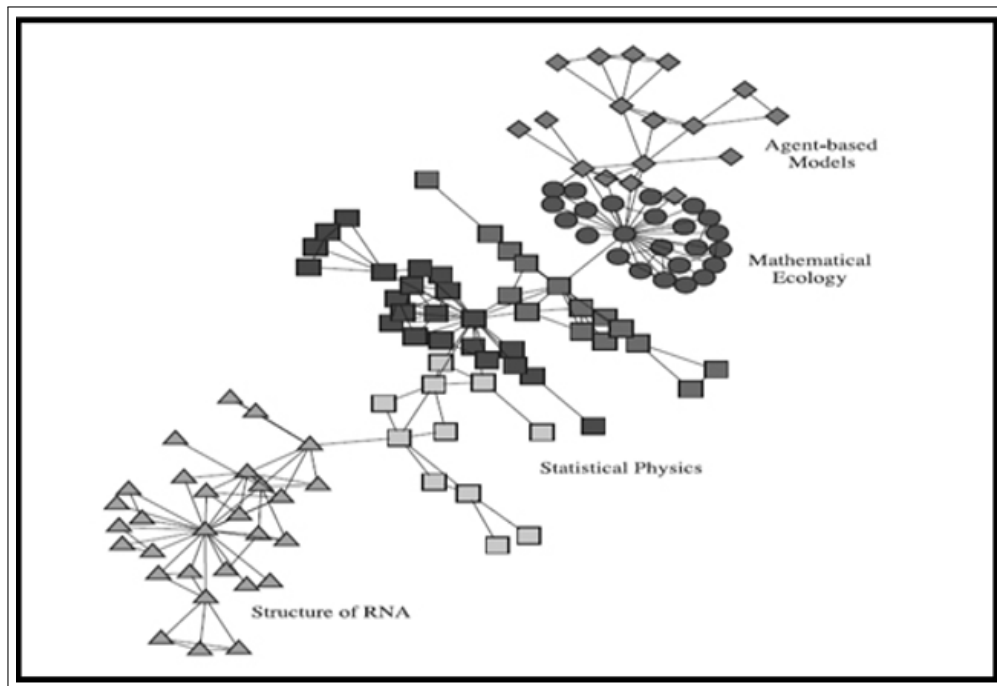 Agent-based
Models
Mathematical
Ecology
Statistical Physics
Structure of RNA